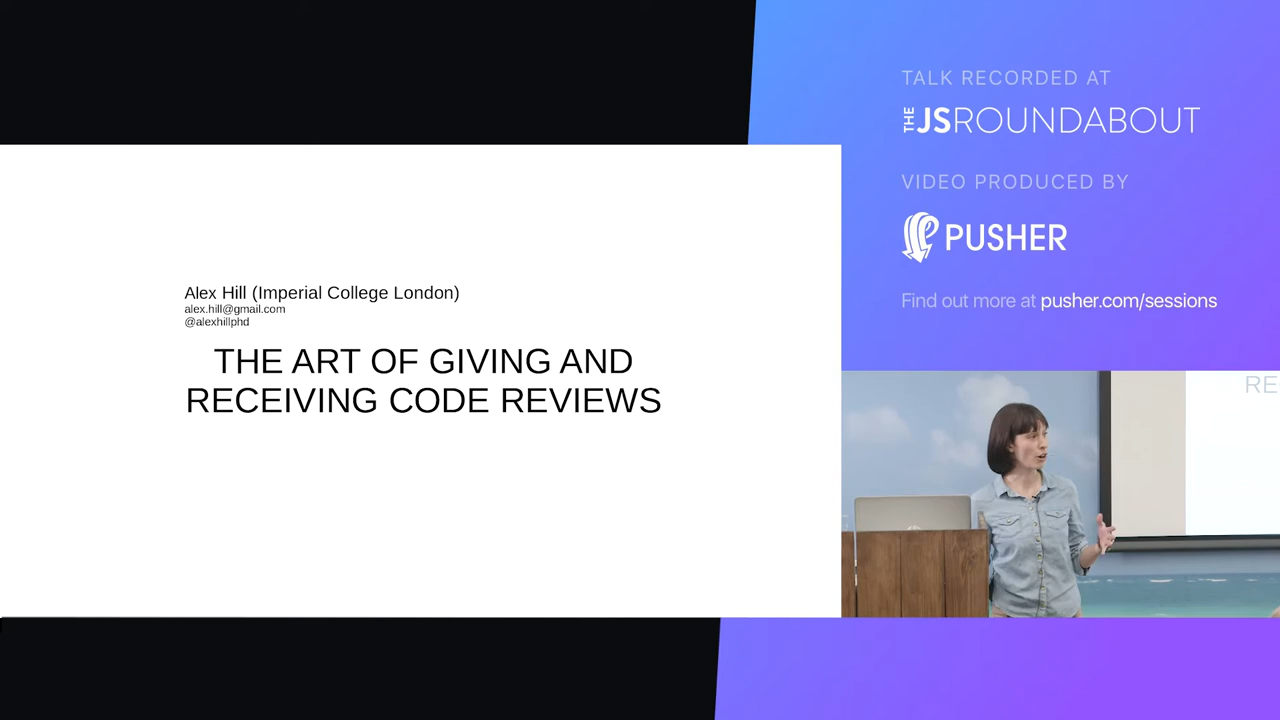 Alex Hill (Imperial College London)
alex.hill@gmail.com
@alexhillphd
THE ART OF GIVING AND
RECEIVING CODE REVIEWS
TALK RECORDED AT
THE JSROUNDABOUT
VIDEO PRODUCED BY
PUSHER
Find out more at pusher.com/sessions
RE